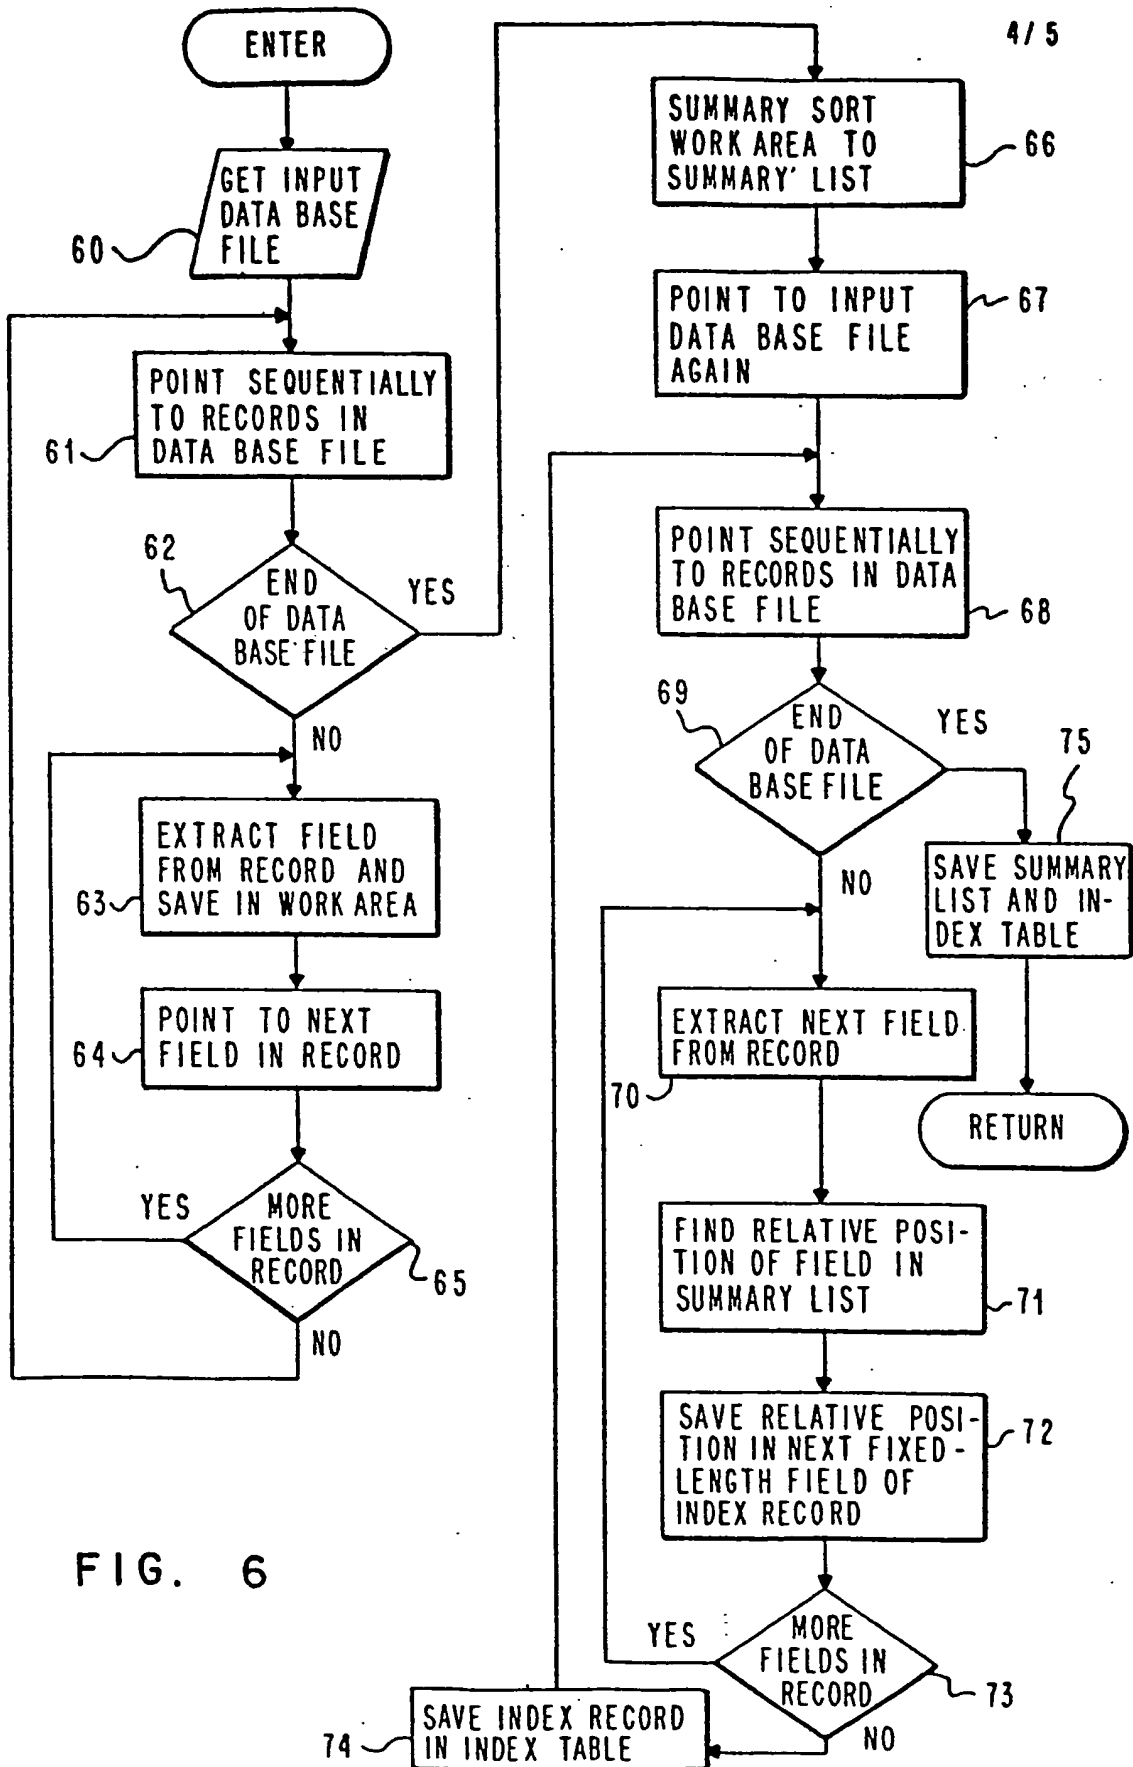 4/5
ENTER
GET INPUT
DATA BASE
FILE
60
POINT SEQUENTIALLY
TO RECORDS IN
DATA BASE FILE
61
62
END
OF DATA
BASE FILE
YES
NO
EXTRACT FIELD
FROM RECORD AND
SAVE IN WORK AREA
63
POINT TO NEXT
FIELD IN RECORD
64
YES
MORE
FIELDS IN
RECORD
65
NO
SUMMARY SORT
WORK AREA TO
SUMMARY' LIST
66
POINT TO INPUT
DATA BASE FILE
AGAIN
67
POINT SEQUENTIALLY
TO RECORDS IN DATA
BASE FILE
68
69
END
OF DATA
BASE FILE
YES
NO
75
SAVE SUMMARY
LIST AND IN-
DEX TABLE
RETURN
EXTRACT NEXT FIELD
FROM RECORD
70
FIND RELATIVE POSI-
TION OF FIELD IN
SUMMARY LIST
71
SAVE RELATIVE POSI-
TION IN NEXT FIXED-
LENGTH FIELD OF
INDEX RECORD
72
YES
MORE
FIELDS IN
RECORD
73
NO
SAVE INDEX RECORD
IN INDEX TABLE
74
FIG. 6